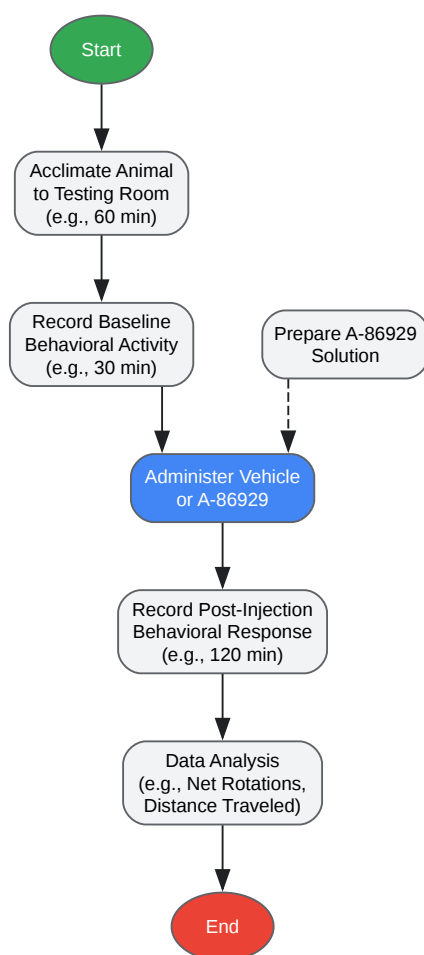 Start
Acclimate Animal
to Testing Room
(e.g., 60 min)
Record Baseline
Behavioral Activity
(e.g., 30 min)
Prepare A-86929
Solution
Administer Vehicle
or A-86929
Record Post-Injection
Behavioral Response
(e.g., 120 min)
Data Analysis
(e.g., Net Rotations,
Distance Traveled)
End